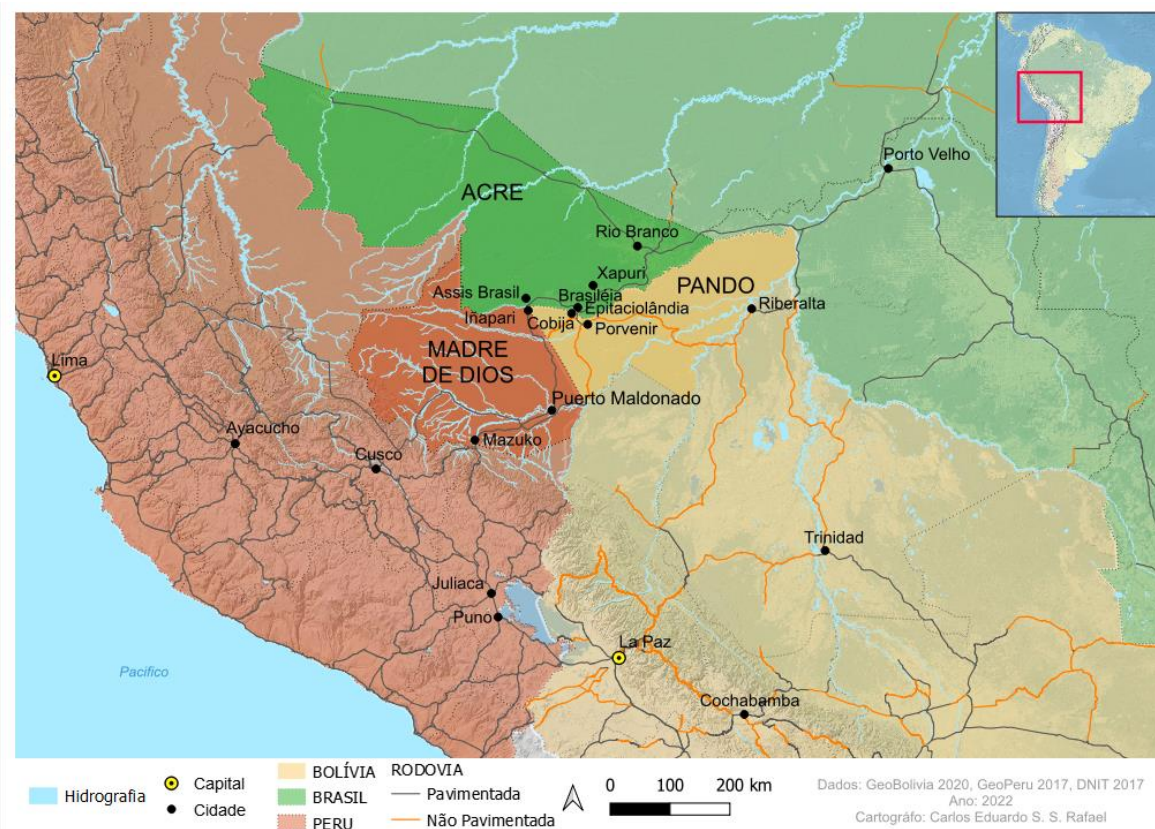 Porto Velho
ACRE
Rio Branco
Xapuri
PANDO
Assis Brasil
Brasiléia
Riberalta
Epitaciolândia
Iñapari
Cobija
Porvenir
MADRE
DE DIOS
Lima
Puerto Maldonado
Ayacucho
Mazuko
Cusco
Trinidad
Juliaca
Puno
La Paz
Pacifico
Cochabamba
Hidrografia
Capital
Cidade
BOLÍVIA
BRASIL
PERU
RODOVIA
Pavimentada
Não Pavimentada
0 100 200 km
Dados: GeoBolivia 2020, GeoPeru 2017, DNIT 2017
Ano: 2022
Cartográfo: Carlos Eduardo S. S. Rafael